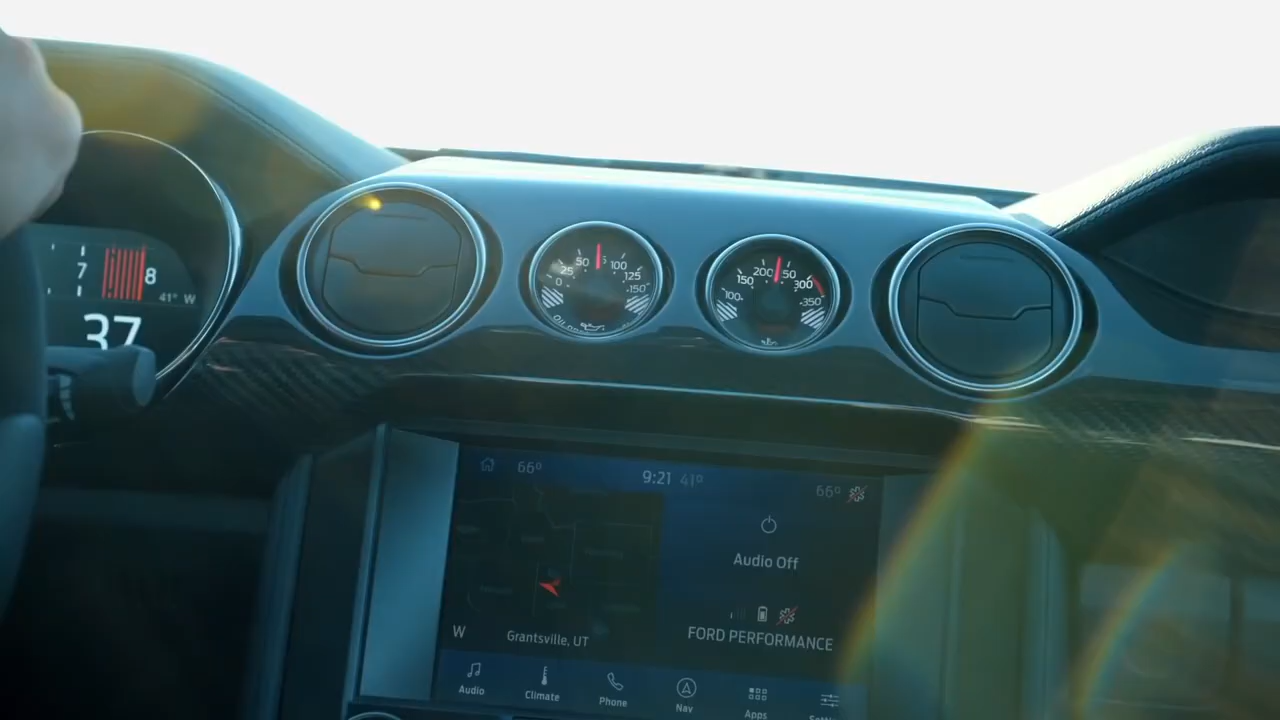 7
8
41° W
37
0
25
50
100
125
150
100
150
200
50
300
350
66°
9:21 41°
66°
Audio Off
FORD PERFORMANCE
W
Grantsville, UT
Audio
Climate
Phone
Nav
Apps